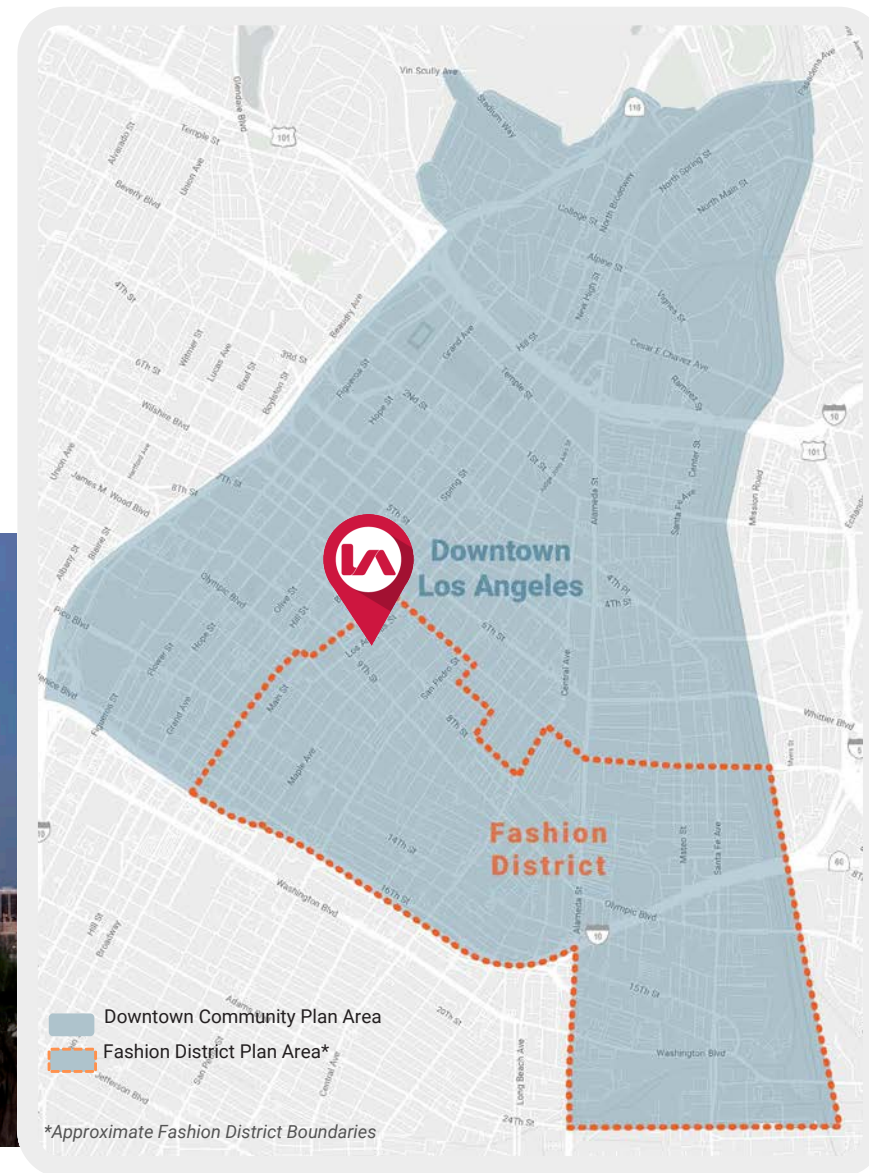 Vin Scully Ave
Pasadena Ave
Stadium Way
110
Glendale Blvd
101
Temple St
Alvarado St
Union Ave
Beverly Blvd
North Spring St
North Broadway
North Main St
College St
Alpine St
New High St
Vignes St
4Th St
Beaudry Ave
Hill St
Cesar E Chavez Ave
Grand Ave
Witmer St
Lucas Ave
3Rd St
6Th St
Bixel St
Boylston St
Figueroa St
Temple St
Ramirez St
Hope St
2Nd St
Wilshire Blvd
10
101
Union Ave
Hartford Ave
1St St
Center St
Spring St
7Th St
8Th St
James M. Wood Blvd
Alameda St
Santa Fe Ave
Mission Road
5Th St
LA
Downtown
Los Angeles
Albany St
Blaine St
Olympic Blvd
4Th Pl
4Th St
Olive St
Hill St
Pico Blvd
Hope St
Flower St
6Th St
9Th St
San Pedro St
Central Ave
Venice Blvd
Main St
Figueroa St
Grand Ave
8Th St
Whittier Blvd
Myers St
5
Maple Ave
Fashion
District
14Th St
Mateo St
Santa Fe Ave
60
10
16Th St
Washington Blvd
Alameda St
Olympic Blvd
10
Hill St
Broadway
15Th St
Adams
20Th St
Washington Blvd
Long Beach Ave
Central Ave
Jefferson Blvd
24Th St
Downtown Community Plan Area
Fashion District Plan Area*
*Approximate Fashion District Boundaries